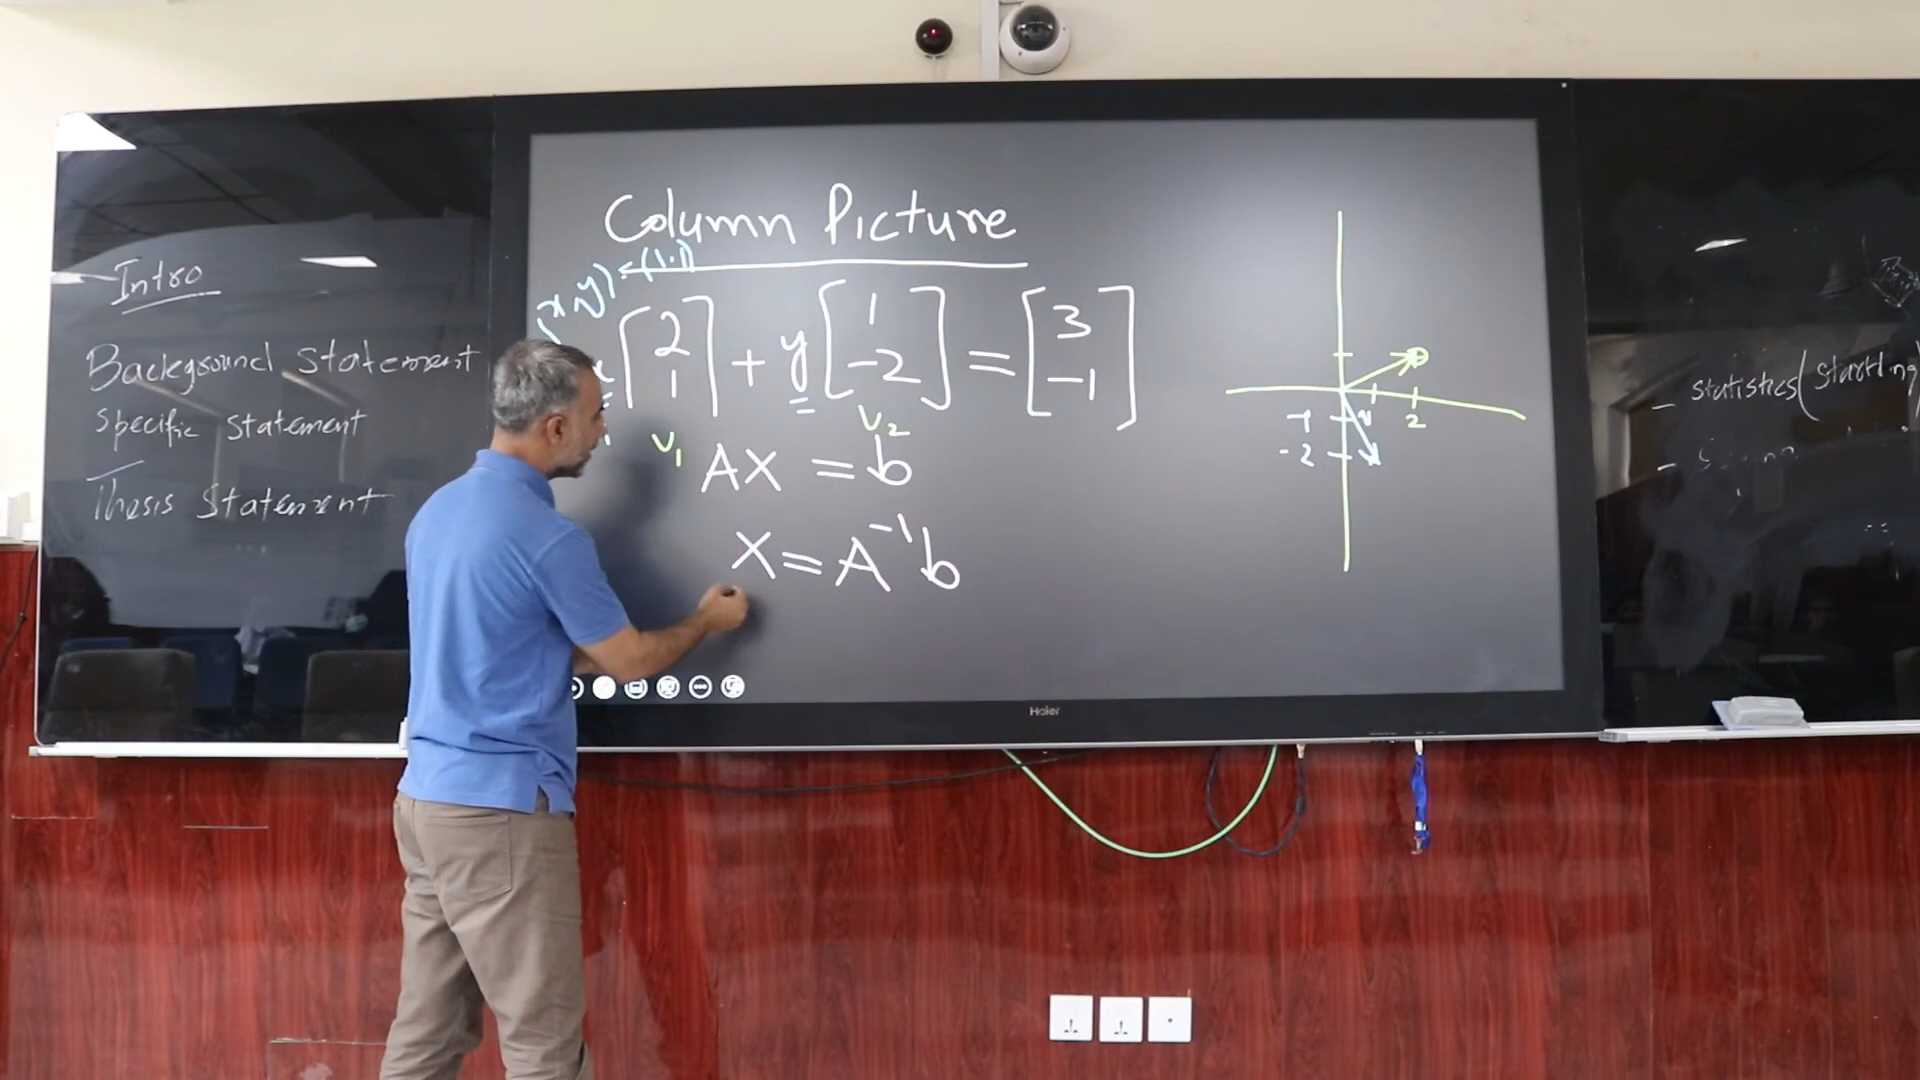 Intro
Background statement
specific statement
Thesis Statement
Column Picture
x, y) ← (1,1)
x [2 1] + y [1 -2] = [3 -1]
V1 V2
AX = b
X = A⁻¹b
-1 1 2
-2
- statistics (starting
-
Haier